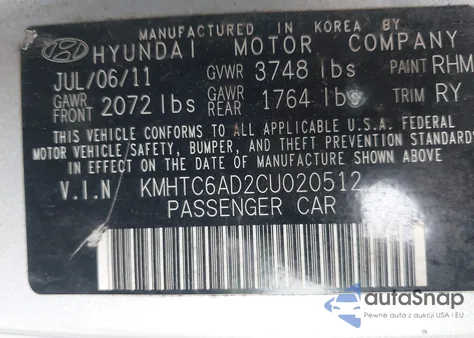 MANUFACTURED IN KOREA BY
HYUNDAI MOTOR COMPANY
JUL/06/11 GVWR 3748 lbs PAINT RHM
GAWR FRONT 2072 lbs GAWR REAR 1764 lbs TRIM RY
THIS VEHICLE CONFORMS TO ALL APPLICABLE U.S.A. FEDERAL
MOTOR VEHICLE/SAFETY, BUMPER, AND THEFT PREVENTION STANDARDS
IN EFFECT ON THE DATE OF MANUFACTURE SHOWN ABOVE.
V.I.N KMHTC6AD2CU020512
PASSENGER CAR
autoSnap
Pewne auta z aukcji USA i EU